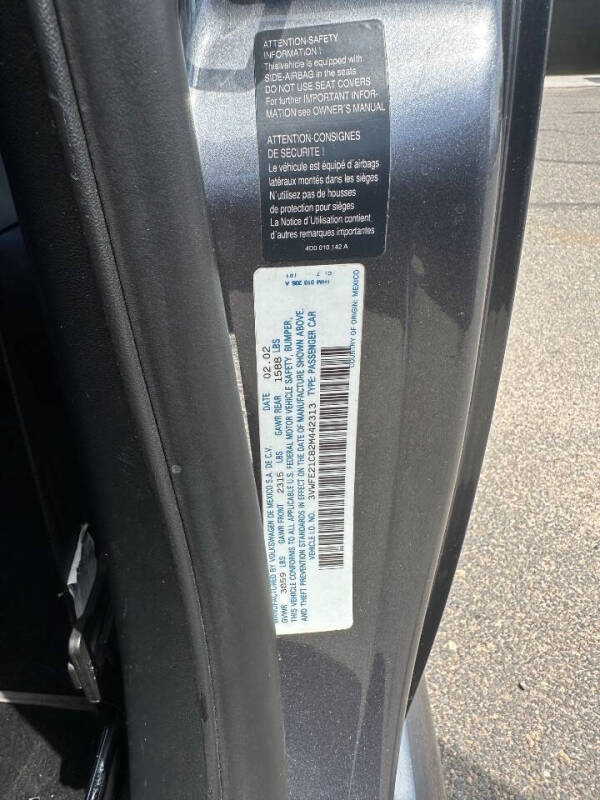 ATTENTION-SAFETY
INFORMATION !
This vehicle is equipped with
SIDE-AIRBAG in the seats
DO NOT USE SEAT COVERS
For further IMPORTANT INFOR-
MATION see OWNER'S MANUAL
ATTENTION-CONSIGNES
DE SECURITE !
Le véhicule est équipé d'airbags
latéraux montés dans les sièges
N'utilisez pas de housses
de protection pour sièges
La Notice d'Utilisation contient
d'autres remarques importantes
4D0 010 142 A
MANUFACTURED BY VOLKSWAGEN DE MEXICO S.A. DE C.V. DATE 02.02
GVWR 3859 LBS GAWR FRONT 2316 LBS GAWR REAR 1588 LBS
THIS VEHICLE CONFORMS TO ALL APPLICABLE U.S. FEDERAL MOTOR VEHICLE SAFETY, BUMPER,
AND THEFT PREVENTION STANDARDS IN EFFECT ON THE DATE OF MANUFACTURE SHOWN ABOVE.
VEHICLE I.D. NO. 3VWFE21C82M442313 TYPE: PASSENGER CAR
COUNTRY OF ORIGIN: MEXICO